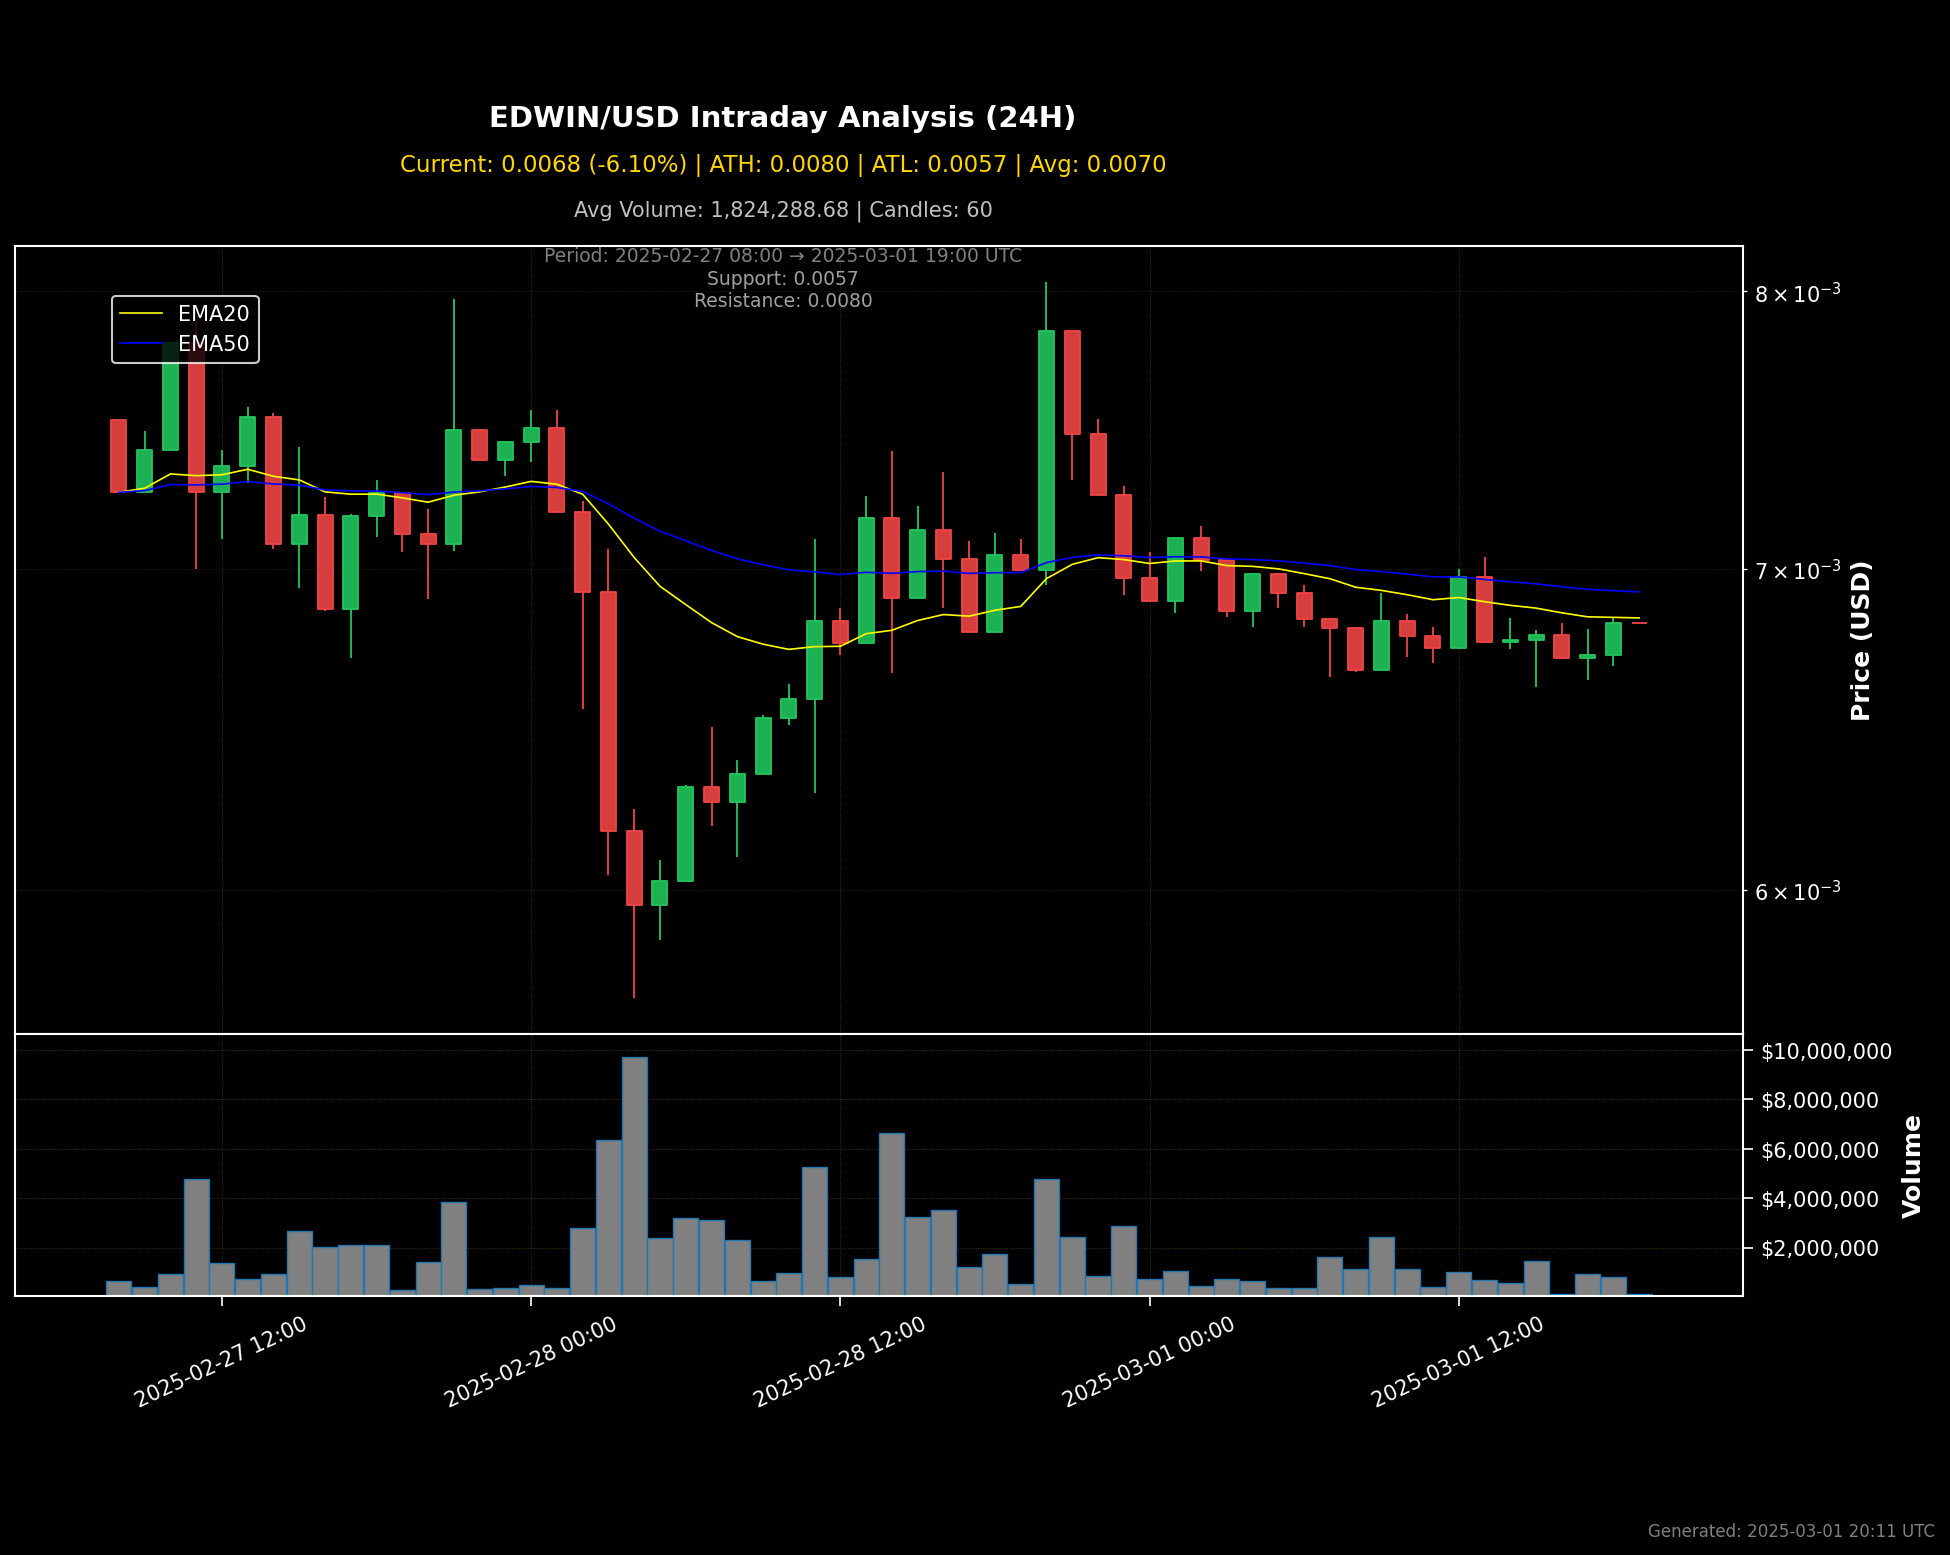 EDWIN/USD Intraday Analysis (24H)
Current: 0.0068 (-6.10%) | ATH: 0.0080 | ATL: 0.0057 | Avg: 0.0070
Avg Volume: 1,824,288.68 | Candles: 60
Period: 2025-02-27 08:00 → 2025-03-01 19:00 UTC
Support: 0.0057
Resistance: 0.0080
EMA20
EMA50
8 × 10⁻³
7 × 10⁻³
6 × 10⁻³
Price (USD)
$10,000,000
$8,000,000
$6,000,000
$4,000,000
$2,000,000
Volume
2025-02-27 12:00
2025-02-28 00:00
2025-02-28 12:00
2025-03-01 00:00
2025-03-01 12:00
Generated: 2025-03-01 20:11 UTC